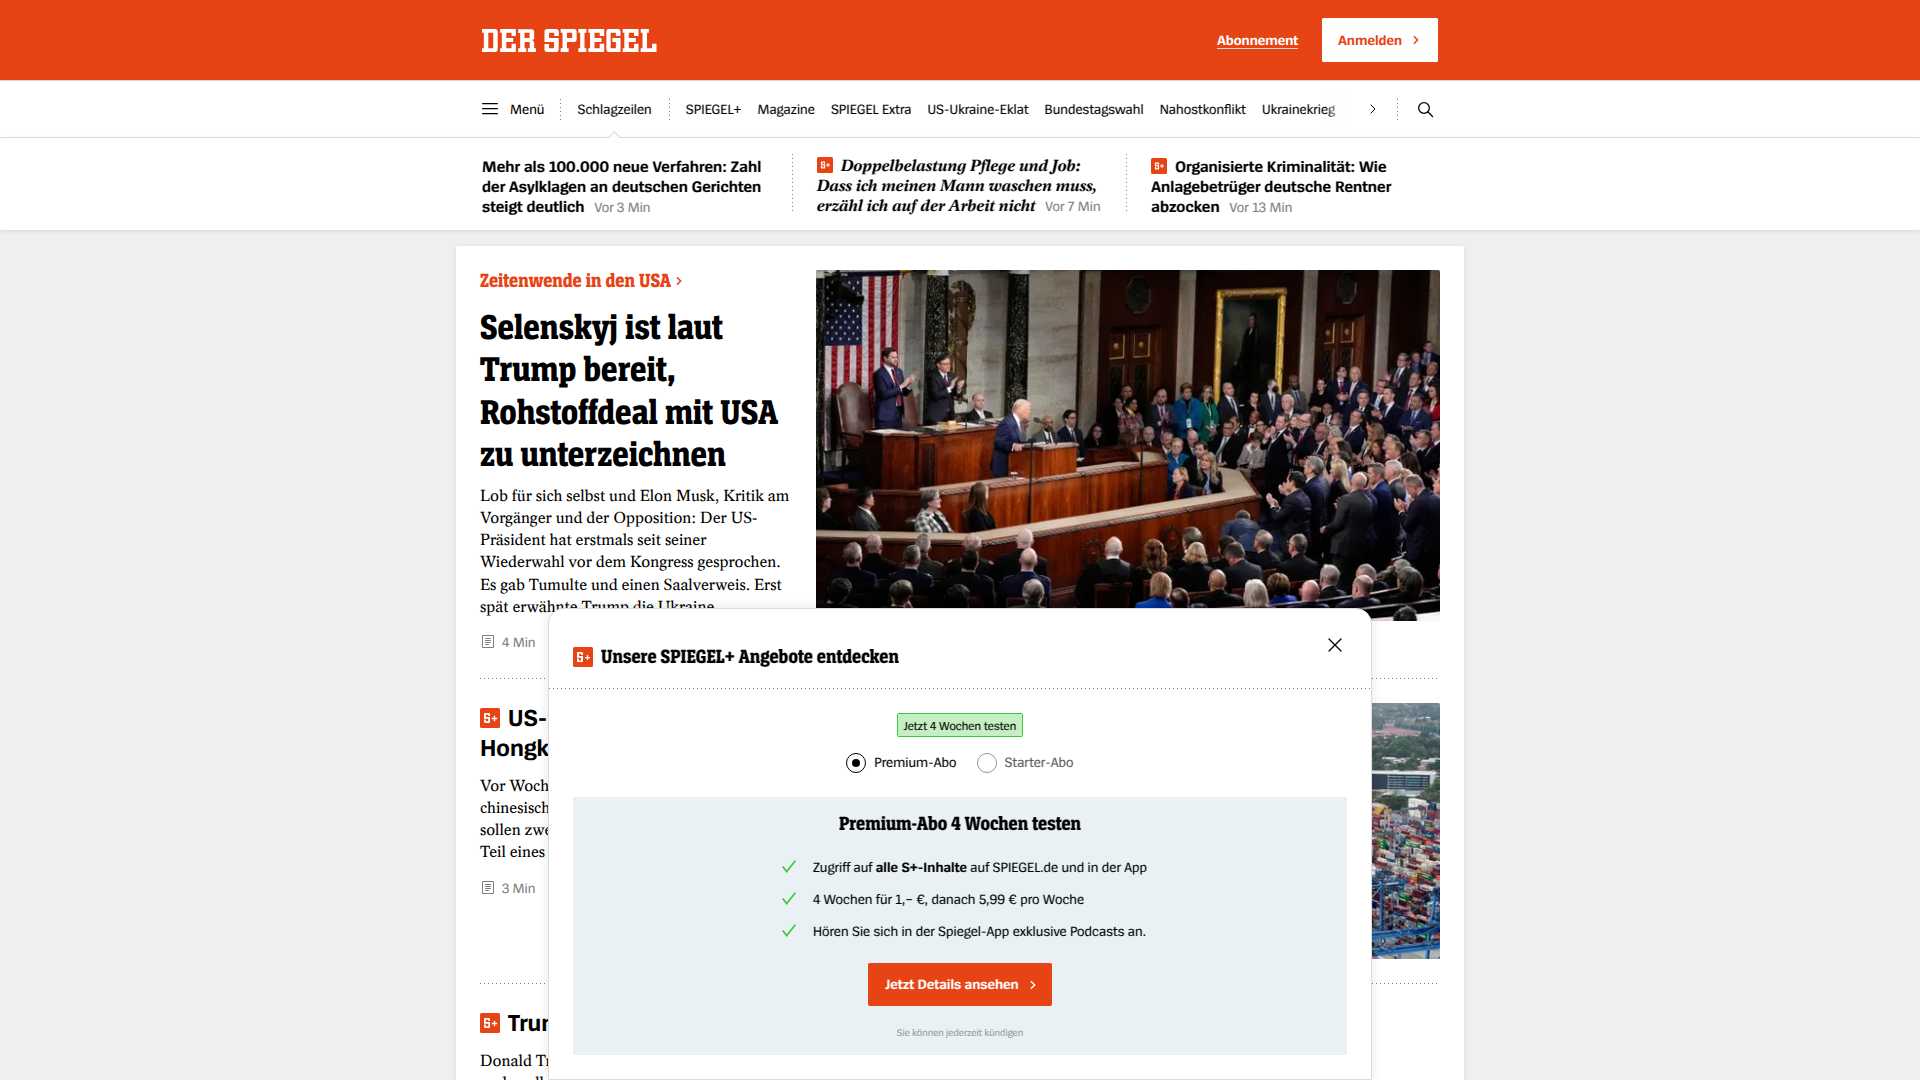 DER SPIEGEL
Abonnement
Anmelden
Menü
Schlagzeilen
SPIEGEL+
Magazine
SPIEGEL Extra
US-Ukraine-Eklat
Bundestagswahl
Nahostkonflikt
Ukrainekrieg
Mehr als 100.000 neue Verfahren: Zahl
der Asylklagen an deutschen Gerichten
steigt deutlich Vor 3 Min
S+ Doppelbelastung Pflege und Job:
Dass ich meinen Mann waschen muss,
erzähl ich auf der Arbeit nicht Vor 7 Min
S+ Organisierte Kriminalität: Wie
Anlagebetrüger deutsche Rentner
abzocken Vor 13 Min
Zeitenwende in den USA
Selenskyj ist laut
Trump bereit,
Rohstoffdeal mit USA
zu unterzeichnen
Lob für sich selbst und Elon Musk, Kritik am
Vorgänger und der Opposition: Der US-
Präsident hat erstmals seit seiner
Wiederwahl vor dem Kongress gesprochen.
Es gab Tumulte und einen Saalverweis. Erst
spät erwähnte Trump die Ukraine.
4 Min
S+ US-
Hongk
Vor Woch
chinesisch
sollen zwe
Teil eines
3 Min
S+ Trum
Donald Tr
S+ Unsere SPIEGEL+ Angebote entdecken
Jetzt 4 Wochen testen
Premium-Abo
Starter-Abo
Premium-Abo 4 Wochen testen
Zugriff auf alle S+-Inhalte auf SPIEGEL.de und in der App
4 Wochen für 1,– €, danach 5,99 € pro Woche
Hören Sie sich in der Spiegel-App exklusive Podcasts an.
Jetzt Details ansehen
Sie können jederzeit kündigen